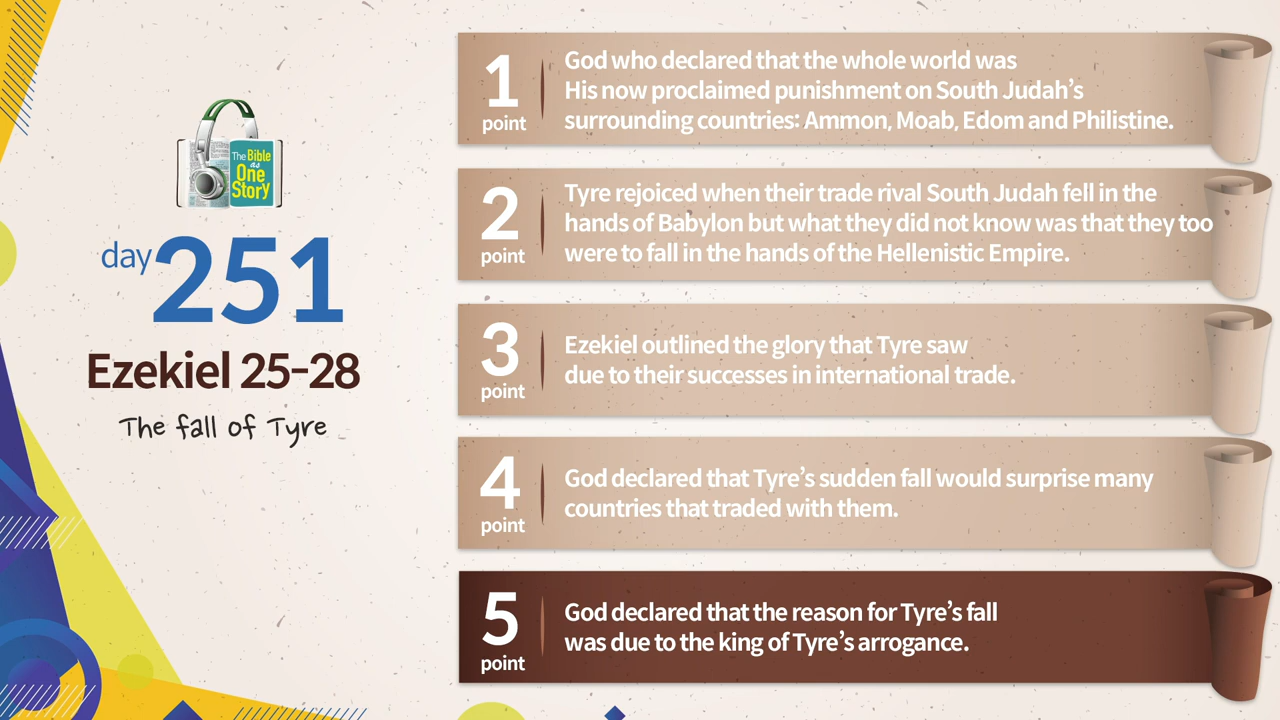 The Bible
as
One
Story
day 251
Ezekiel 25-28
The fall of Tyre
1
point
God who declared that the whole world was
His now proclaimed punishment on South Judah's
surrounding countries: Ammon, Moab, Edom and Philistine.
2
point
Tyre rejoiced when their trade rival South Judah fell in the
hands of Babylon but what they did not know was that they too
were to fall in the hands of the Hellenistic Empire.
3
point
Ezekiel outlined the glory that Tyre saw
due to their successes in international trade.
4
point
God declared that Tyre's sudden fall would surprise many
countries that traded with them.
5
point
God declared that the reason for Tyre's fall
was due to the king of Tyre's arrogance.